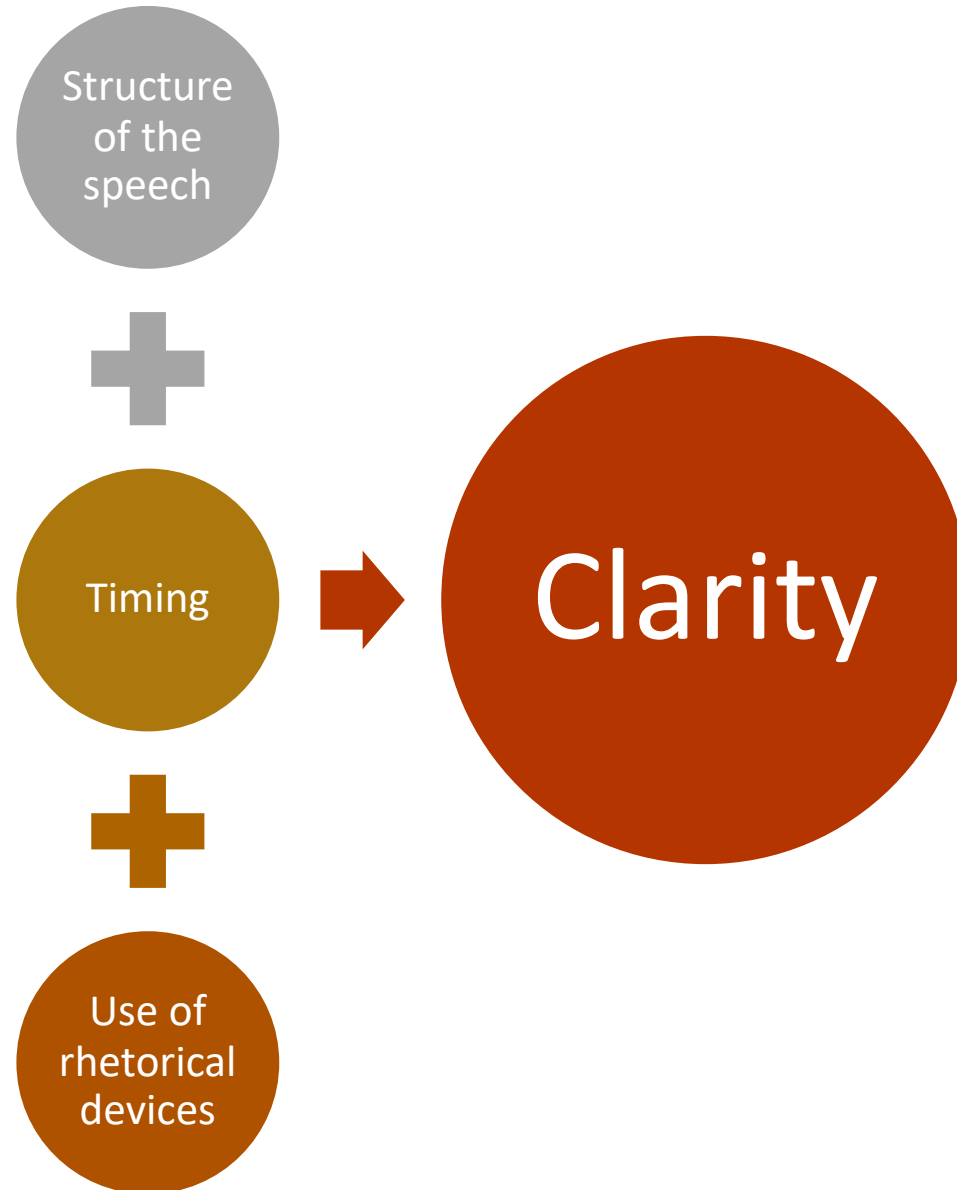 Structure
of the
speech
Timing
Clarity
Use of
rhetorical
devices